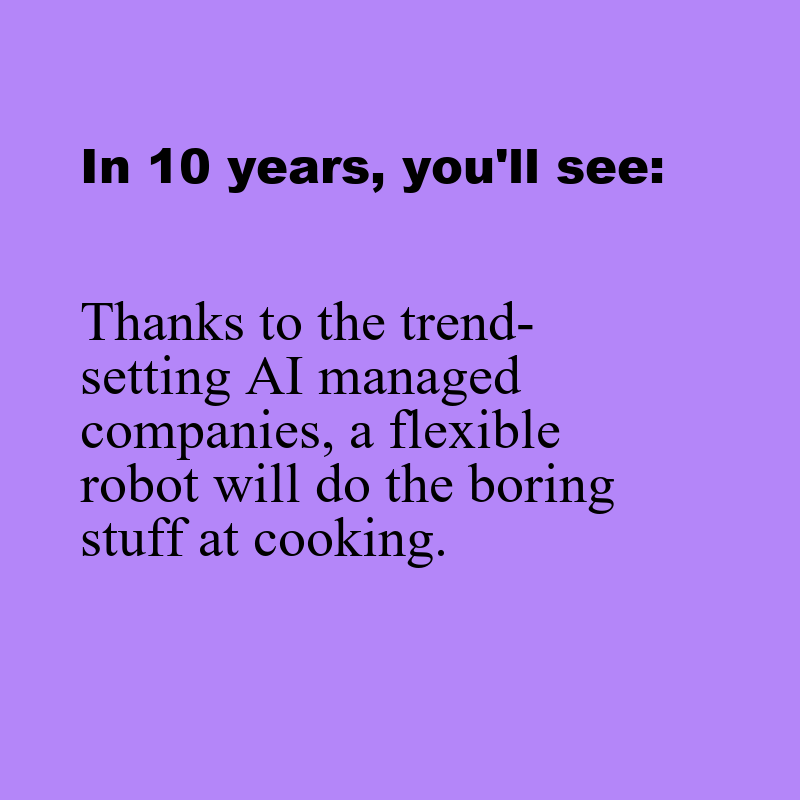 In 10 years, you'll see:
Thanks to the trend-
setting AI managed
companies, a flexible
robot will do the boring
stuff at cooking.